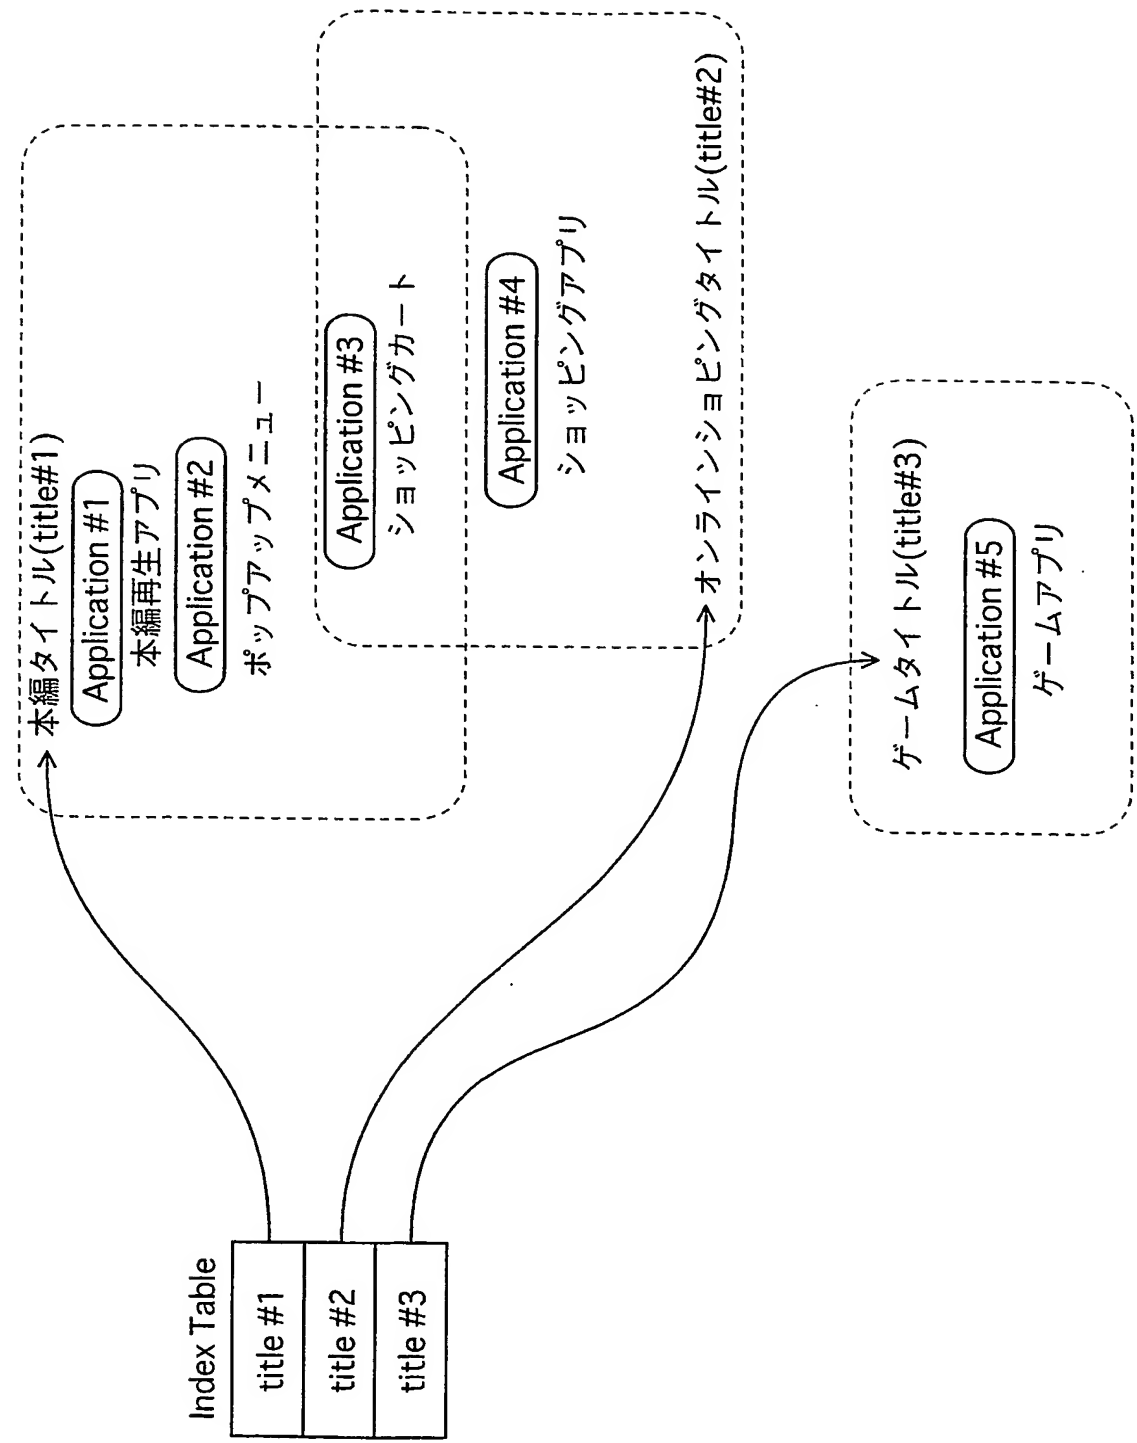 Index Table
title #1
title #2
title #3
本編タイトル(title#1)
Application #1
本編再生アプリ
Application #2
ポップアップメニュー
Application #3
ショッピングカート
Application #4
ショッピングアプリ
オンラインショピングタイトル(title#2)
ゲームタイトル(title#3)
Application #5
ゲームアプリ